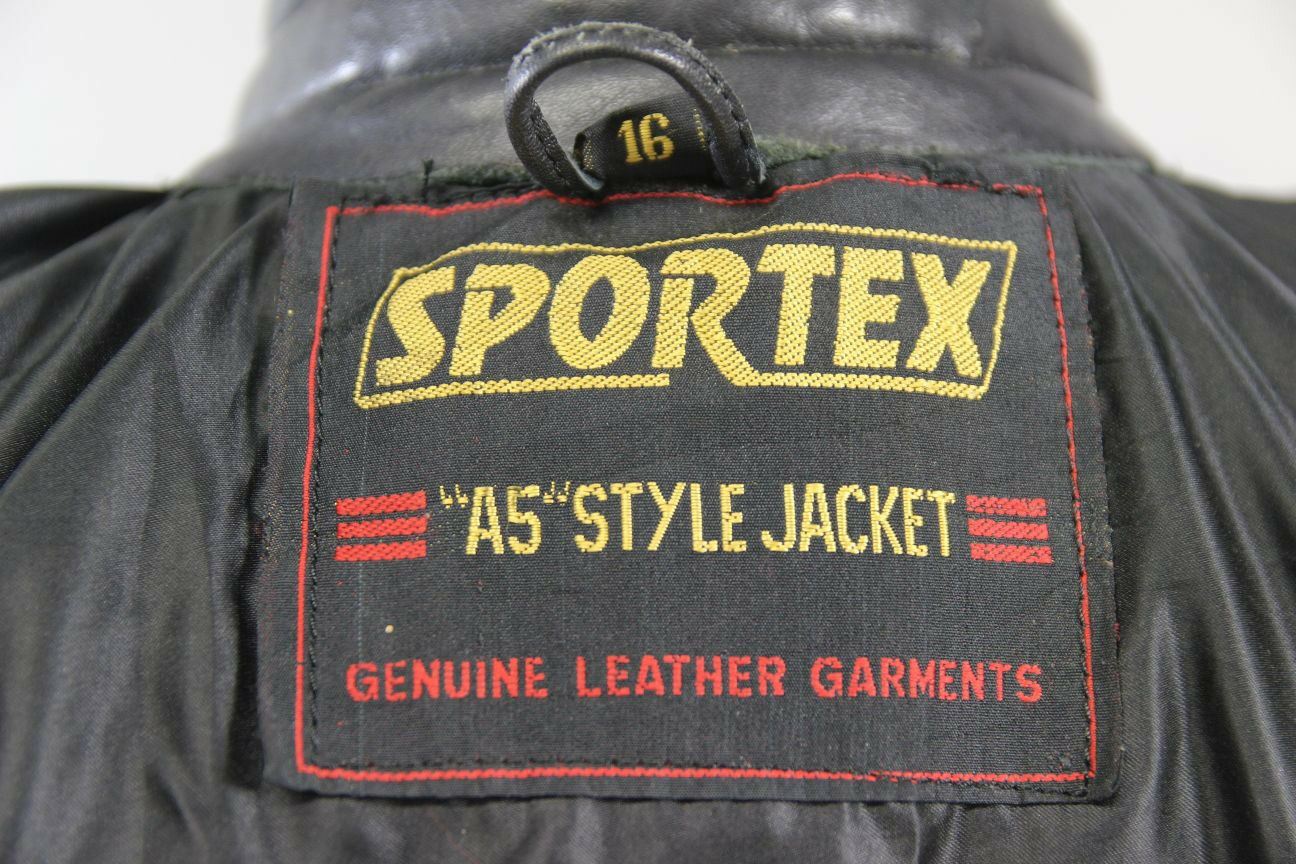 16
SPORTEX
"A5" STYLE JACKET
GENUINE LEATHER GARMENTS